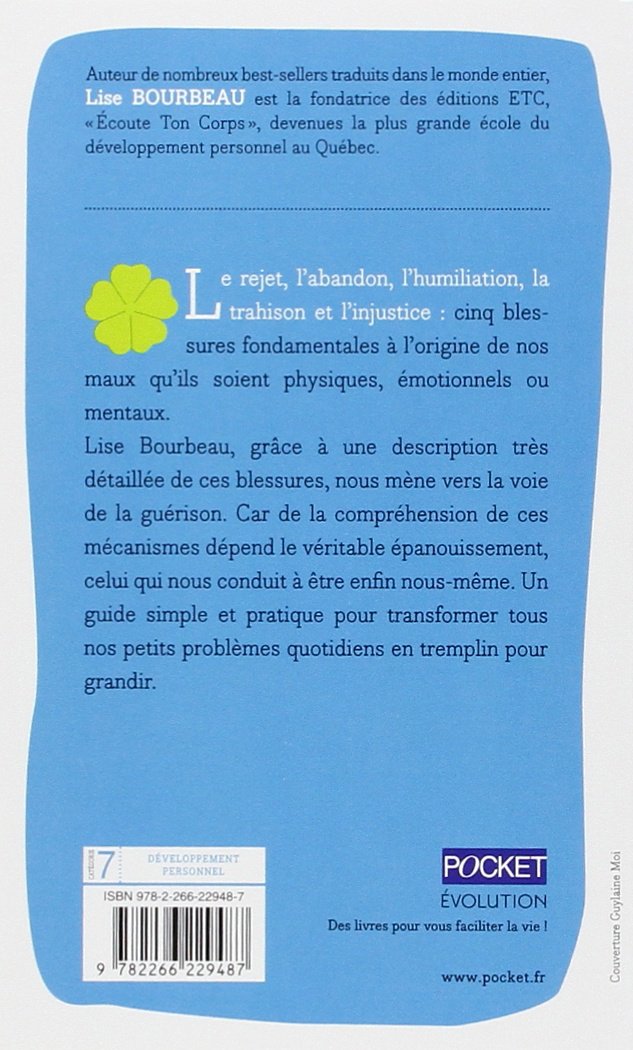 Auteur de nombreux best-sellers traduits dans le monde entier,
Lise BOURBEAU est la fondatrice des éditions ETC,
« Écoute Ton Corps », devenues la plus grande école du
développement personnel au Québec.
Le rejet, l'abandon, l'humiliation, la
trahison et l'injustice : cinq bles-
sures fondamentales à l'origine de nos
maux qu'ils soient physiques, émotionnels ou
mentaux.
Lise Bourbeau, grâce à une description très
détaillée de ces blessures, nous mène vers la voie
de la guérison. Car de la compréhension de ces
mécanismes dépend le véritable épanouissement,
celui qui nous conduit à être enfin nous-même. Un
guide simple et pratique pour transformer tous
nos petits problèmes quotidiens en tremplin pour
grandir.
CATÉGORIE 7
DÉVELOPPEMENT
PERSONNEL
ISBN 978-2-266-22948-7
9 782266 229487
POCKET
ÉVOLUTION
Des livres pour vous faciliter la vie !
www.pocket.fr
Couverture Guylaine Moi